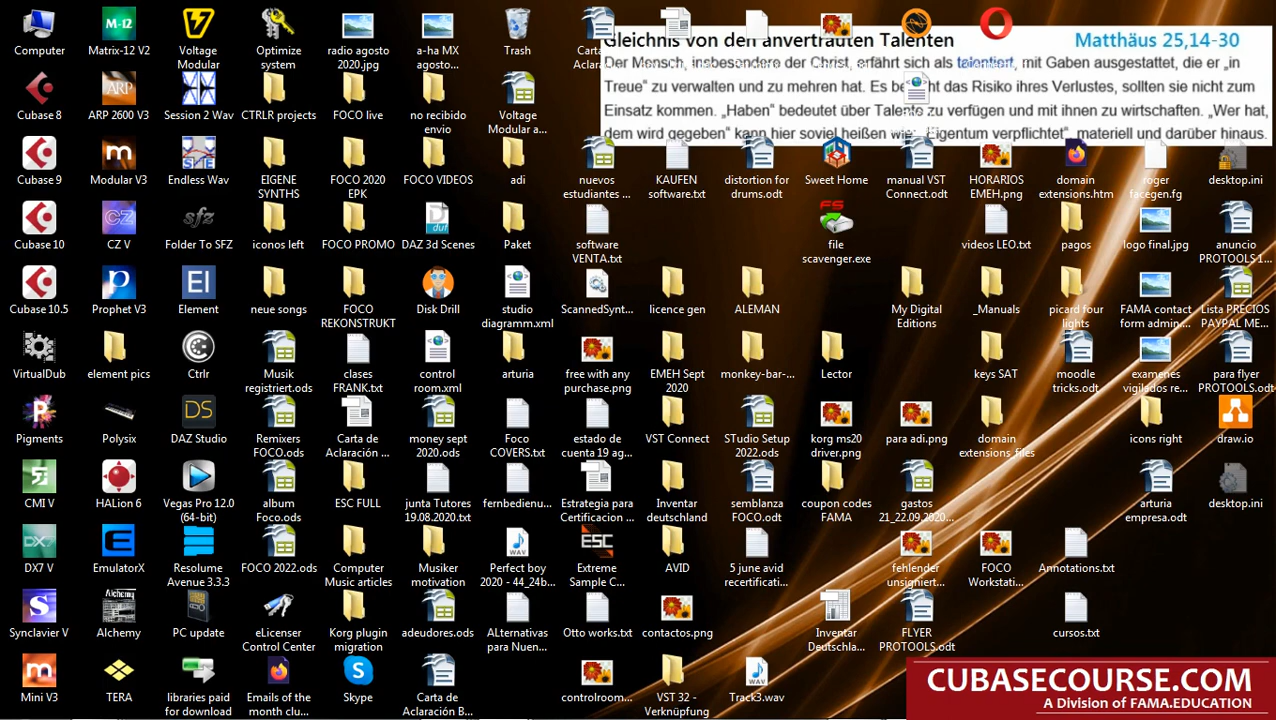 Computer
Matrix-12 V2
Voltage
Modular
Optimize
system
radio agosto
2020.jpg
a-ha MX
agosto...
Trash
Carta
Aclarac
Gleichnis von den anvertrauten Talenten
Matthäus 25,14-30
Der Mensch, insbesondere der Christ, erfährt sich als talentiert, mit Gaben ausgestattet, die er „in
Treue“ zu verwalten und zu mehren hat. Es besteht das Risiko ihres Verlustes, sollten sie nicht zum
Einsatz kommen. „Haben“ bedeutet über Talente zu verfügen und mit ihnen zu wirtschaften. „Wer hat,
dem wird gegeben“ kann hier soviel heißen wie „Eigentum verpflichtet“, materiell und darüber hinaus.
Cubase 8
ARP 2600 V3
Session 2 Wav
CTRLR projects
FOCO live
no recibido
envio
Voltage
Modular a...
Cubase 9
Modular V3
Endless Wav
EIGENE
SYNTHS
FOCO 2020
EPK
FOCO VIDEOS
adi
nuevos
estudiantes ...
KAUFEN
software.txt
distortion for
drums.odt
Sweet Home
manual VST
Connect.odt
HORARIOS
EMEH.png
domain
extensions.htm
roger
facegen.fg
desktop.ini
Cubase 10
CZ V
sfz
Folder To SFZ
iconos left
FOCO PROMO
DAZ 3d Scenes
Paket
software
VENTA.txt
file
scavenger.exe
videos LEO.txt
pagos
logo final.jpg
anuncio
PROTOOLS 1...
Cubase 10.5
Prophet V3
Element
neue songs
FOCO
REKONSTRUKT
Disk Drill
studio
diagramm.xml
ScannedSynt...
licence gen
ALEMAN
My Digital
Editions
_Manuals
picard four
lights
FAMA contact
form admin...
Lista PRECIOS
PAYPAL ME...
VirtualDub
element pics
Ctrlr
Musik
registriert.ods
clases
FRANK.txt
control
room.xml
arturia
free with any
purchase.png
EMEH Sept
2020
monkey-bar-...
Lector
keys SAT
moodle
tricks.odt
examenes
vigilados re...
para flyer
PROTOOLS.odt
Pigments
Polysix
DAZ Studio
Remixers
FOCO.ods
Carta de
Aclaración ...
money sept
2020.ods
Foco
COVERS.txt
estado de
cuenta 19 ag...
VST Connect
STudio Setup
2022.ods
korg ms20
driver.png
para adi.png
domain
extensions_files
icons right
draw.io
CMI V
HALion 6
Vegas Pro 12.0
(64-bit)
album
Foco.ods
ESC FULL
junta Tutores
19.08.2020.txt
fernbedienu...
Estrategia para
Certificacion ...
Inventar
deutschland
semblanza
FOCO.odt
coupon codes
FAMA
gastos
21_22.09.2020...
arturia
empresa.odt
desktop.ini
DX7 V
EmulatorX
Resolume
Avenue 3.3.3
FOCO 2022.ods
Computer
Music articles
Musiker
motivation
Perfect boy
2020 - 44_24b...
Extreme
Sample C...
AVID
5 june avid
recertificati...
fehlender
unsigniert...
FOCO
Workstati...
Annotations.txt
Synclavier V
Alchemy
PC update
eLicenser
Control Center
Korg plugin
migration
adeudores.ods
ALternativas
para Nuen...
Otto works.txt
contactos.png
Inventar
Deutschla...
FLYER
PROTOOLS.odt
cursos.txt
Mini V3
TERA
libraries paid
for download
Emails of the
month clu...
Skype
Carta de
Aclaración B...
controlroom...
VST 32 -
Verknüpfung
Track3.wav
CUBASECOURSE.COM
A Division of FAMA.EDUCATION